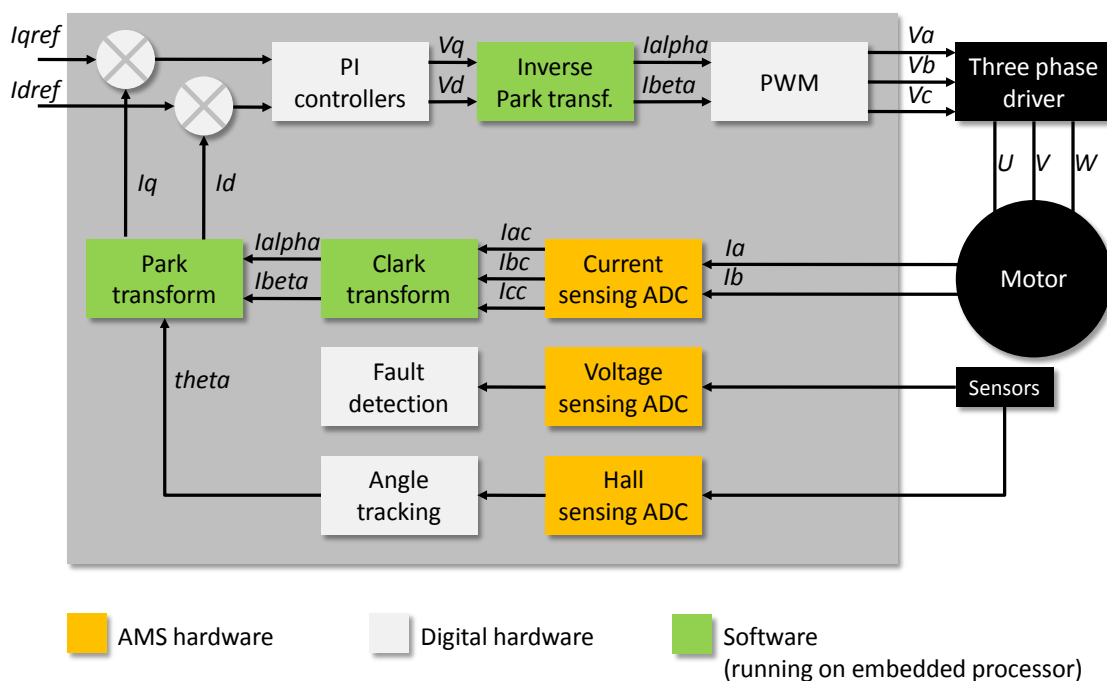 Iqref
Idref
PI
controllers
Vq
Vd
Inverse
Park transf.
Ialpha
Ibeta
PWM
Va
Vb
Vc
Three phase
driver
Iq
Id
U
V
W
Park
transform
Ialpha
Ibeta
Clark
transform
Iac
Ibc
Icc
Current
sensing ADC
Ia
Ib
Motor
theta
Fault
detection
Voltage
sensing ADC
Sensors
Angle
tracking
Hall
sensing ADC
AMS hardware
Digital hardware
Software
(running on embedded processor)